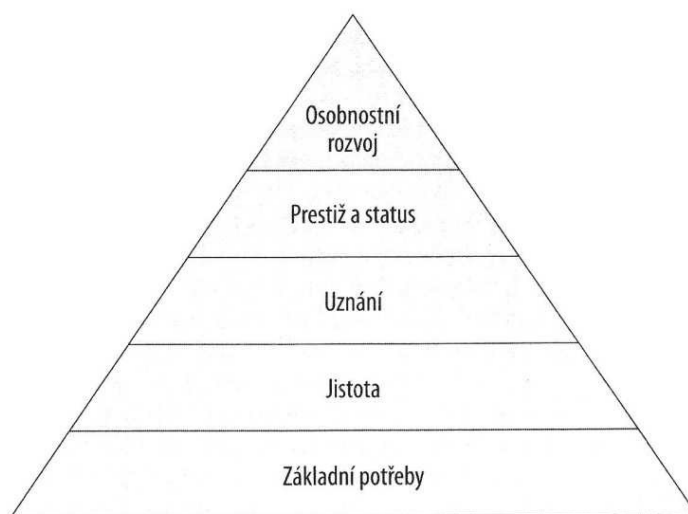 Osobnostní
rozvoj
Prestiž a status
Uznání
Jistota
Základní potřeby